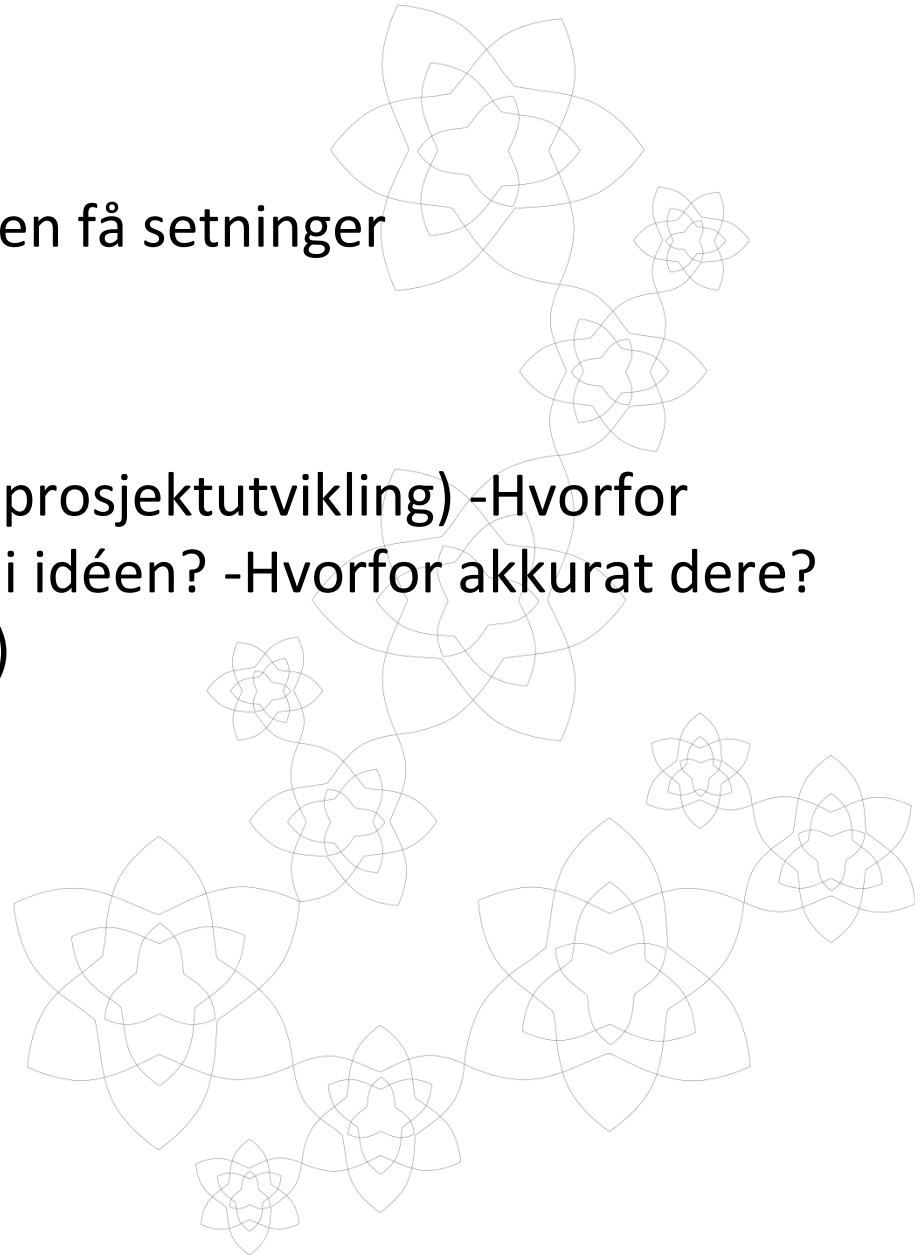 en få setninger
prosjektutvikling) -Hvorfor
i idéen? -Hvorfor akkurat dere?
)